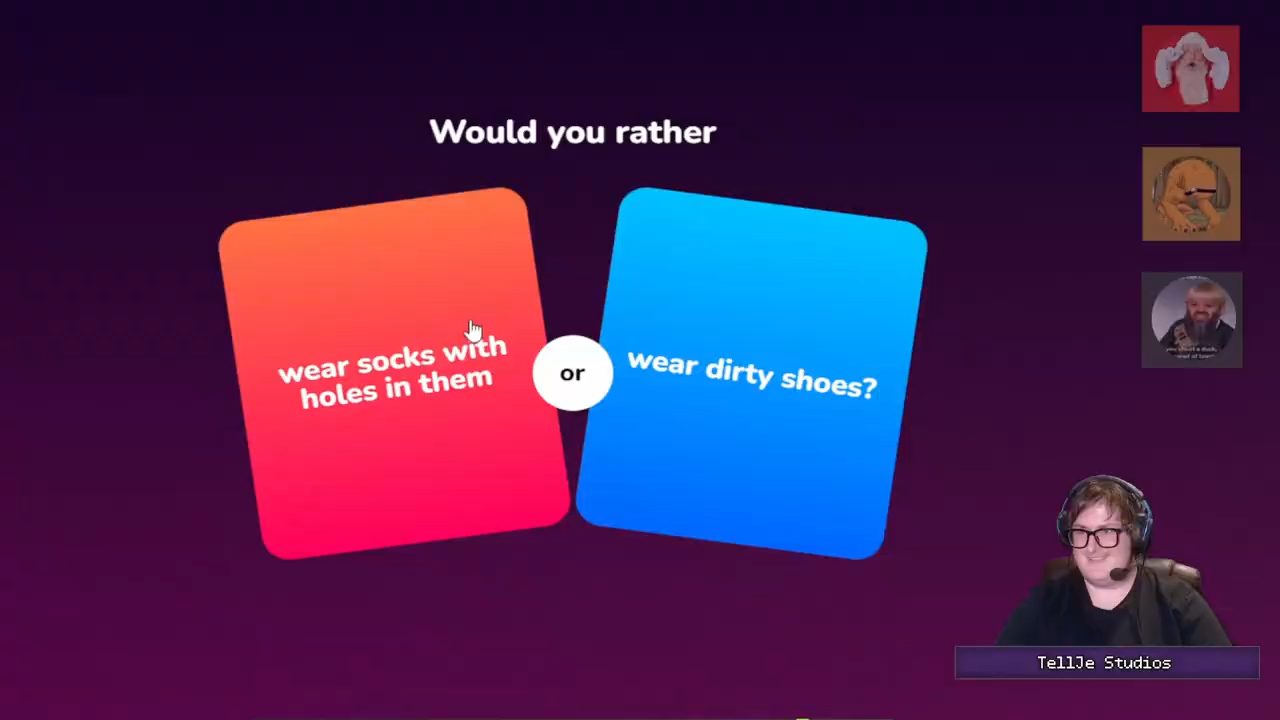 Would you rather
wear socks with
holes in them
or
wear dirty shoes?
TellJe Studios